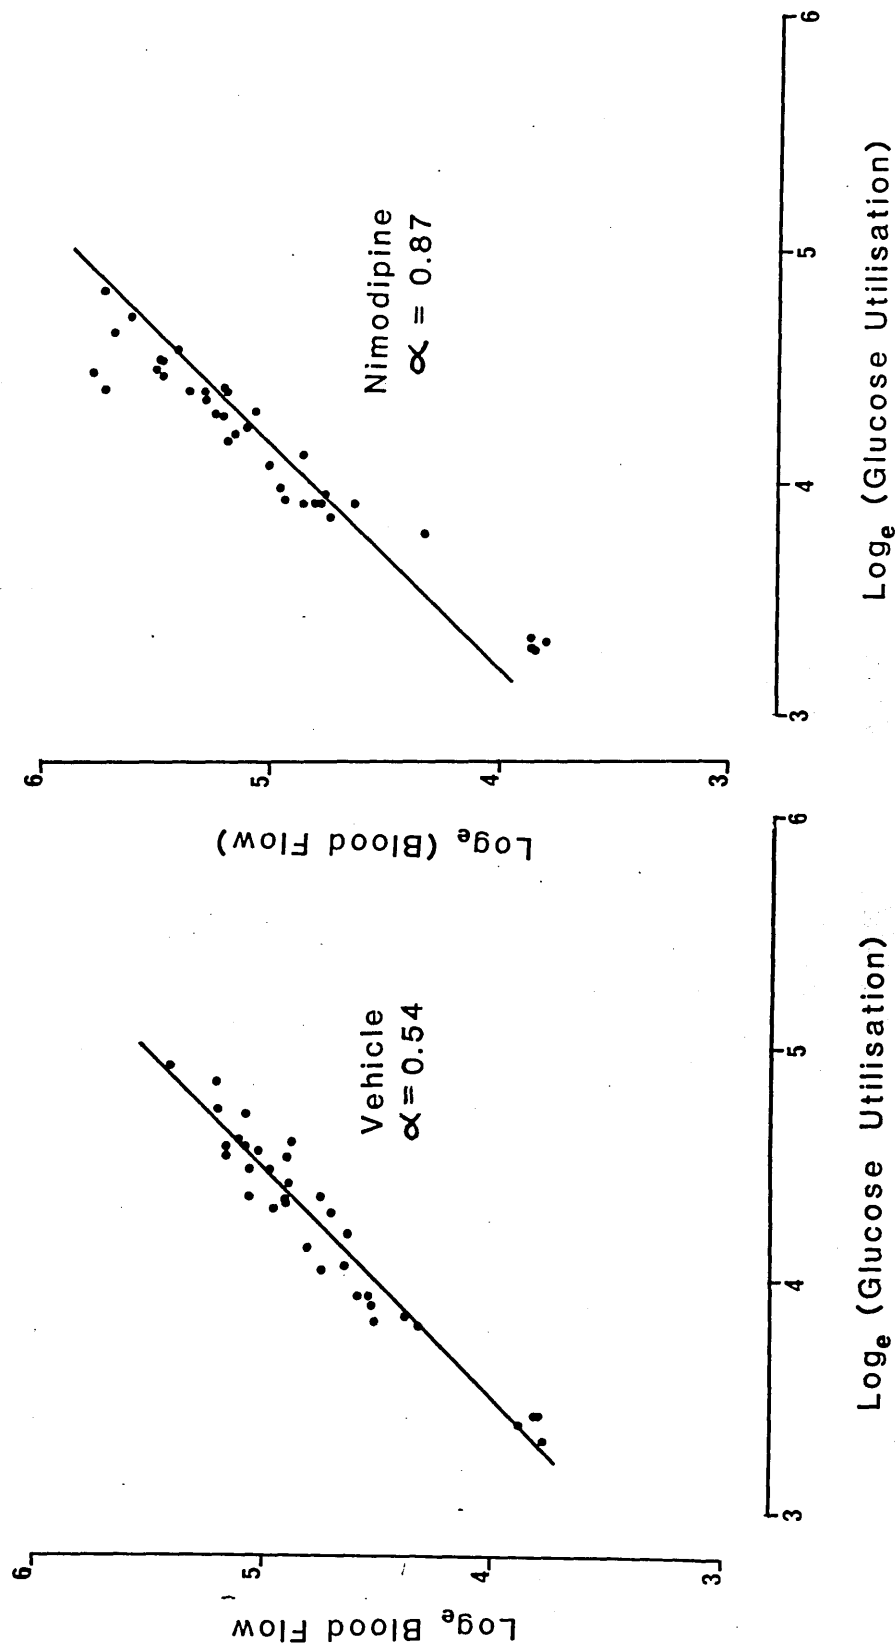 6
5
4
3
Loge Blood Flow
Vehicle
α = 0.54
3
4
5
6
Loge (Glucose Utilisation)
6
5
4
3
Loge (Blood Flow)
Nimodipine
α = 0.87
3
4
5
6
Loge (Glucose Utilisation)